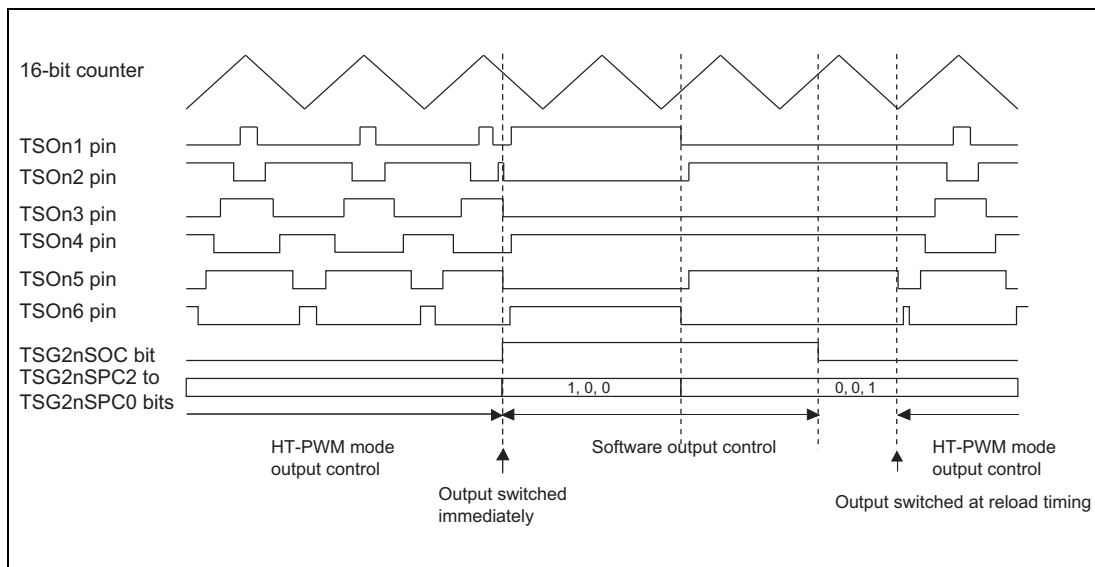 16-bit counter
TSOn1 pin
TSOn2 pin
TSOn3 pin
TSOn4 pin
TSOn5 pin
TSOn6 pin
TSG2nSOC bit
TSG2nSPC2 to
TSG2nSPC0 bits
1, 0, 0
0, 0, 1
HT-PWM mode
output control
Software output control
HT-PWM mode
output control
Output switched
immediately
Output switched at reload timing